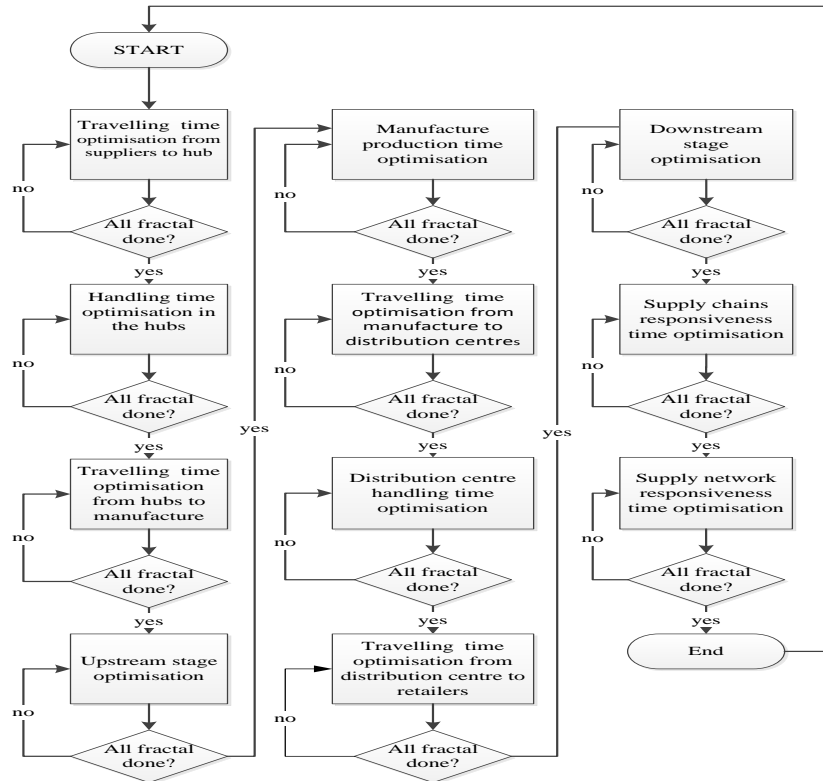 START
Travelling time
optimisation from
suppliers to hub
no
All fractal
done?
yes
Handling time
optimisation in
the hubs
no
All fractal
done?
yes
Travelling time
optimisation
from hubs to
manufacture
no
All fractal
done?
yes
Upstream stage
optimisation
no
All fractal
done?
yes
Manufacture
production time
optimisation
no
All fractal
done?
yes
Travelling time
optimisation from
manufacture to
distribution centres
no
All fractal
done?
yes
Distribution centre
handling time
optimisation
no
All fractal
done?
yes
Travelling time
optimisation from
distribution centre to
retailers
no
All fractal
done?
yes
Downstream
stage
optimisation
no
All fractal
done?
yes
Supply chains
responsiveness
time optimisation
no
All fractal
done?
yes
Supply network
responsiveness
time optimisation
no
All fractal
done?
yes
End